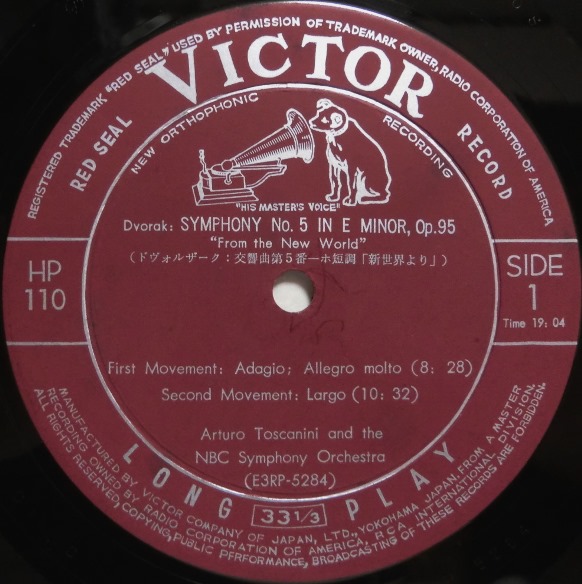 REGISTERED TRADEMARK "RED SEAL" USED BY PERMISSION OF TRADEMARK OWNER, RADIO CORPORATION OF AMERICA
VICTOR
RED SEAL
RECORD
NEW ORTHOPHONIC
RECORDING
"HIS MASTER'S VOICE"
Dvorak: SYMPHONY No. 5 IN E MINOR, Op.95
"From the New World"
(ドヴォルザーク:交響曲第5番ーホ短調「新世界より」)
HP
110
SIDE
1
Time 19: 04
First Movement: Adagio; Allegro molto (8: 28)
Second Movement: Largo (10: 32)
Arturo Toscanini and the
NBC Symphony Orchestra
(E3RP-5284)
LONG PLAY
33 1/3
MANUFACTURED BY VICTOR COMPANY OF JAPAN, LTD., YOKOHAMA JAPAN, FROM A MASTER
RECORDING OWNED BY RADIO CORPORATION OF AMERICA, RCA INTERNATIONAL DIVISION.
ALL RIGHTS RESERVED, COPYING, PUBLIC PERFORMANCE, BROADCASTING OF THESE RECORDS ARE FORBIDDEN.